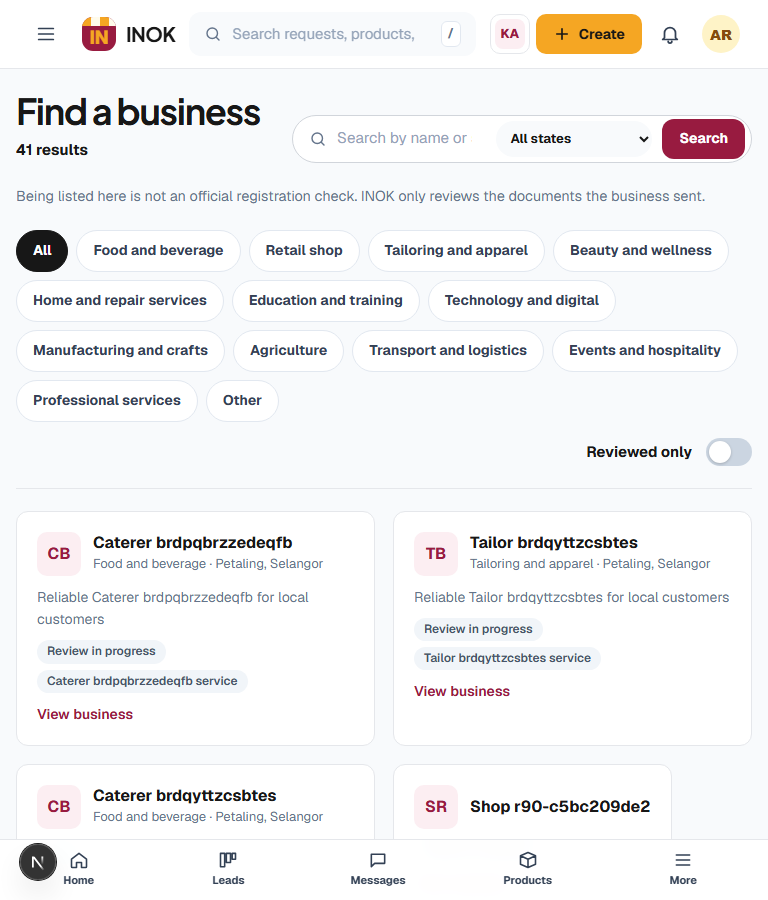 IN INOK
Search requests, products,
/
KA
Create
AR
Find a business
41 results
Search by name or
All states
Search
Being listed here is not an official registration check. INOK only reviews the documents the business sent.
All
Food and beverage
Retail shop
Tailoring and apparel
Beauty and wellness
Home and repair services
Education and training
Technology and digital
Manufacturing and crafts
Agriculture
Transport and logistics
Events and hospitality
Professional services
Other
Reviewed only
CB
Caterer brdpqbrzzedeqfb
Food and beverage · Petaling, Selangor
Reliable Caterer brdpqbrzzedeqfb for local
customers
Review in progress
Caterer brdpqbrzzedeqfb service
View business
TB
Tailor brdqyttzcsbtes
Tailoring and apparel · Petaling, Selangor
Reliable Tailor brdqyttzcsbtes for local customers
Review in progress
Tailor brdqyttzcsbtes service
View business
CB
Caterer brdqyttzcsbtes
Food and beverage · Petaling, Selangor
SR
Shop r90-c5bc209de2
N
Home
Leads
Messages
Products
More